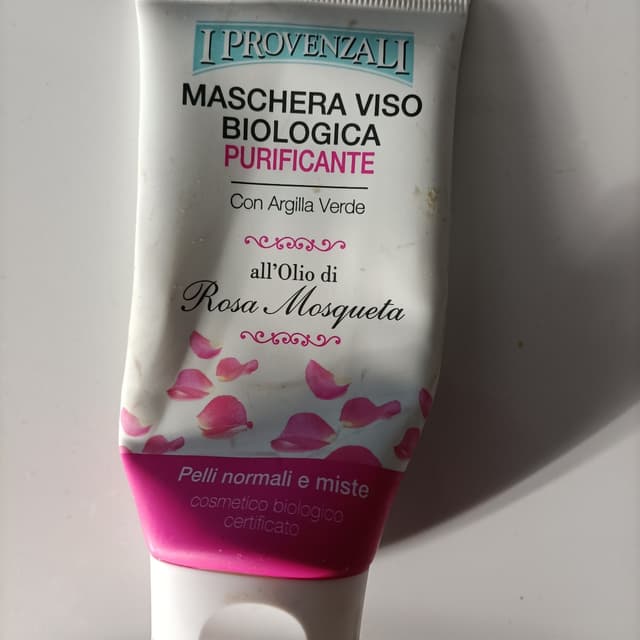 I PROVENZALI
MASCHERA VISO
BIOLOGICA
PURIFICANTE
Con Argilla Verde
all'Olio di
Rosa Mosqueta
Pelli normali e miste
cosmetico biologico
certificato